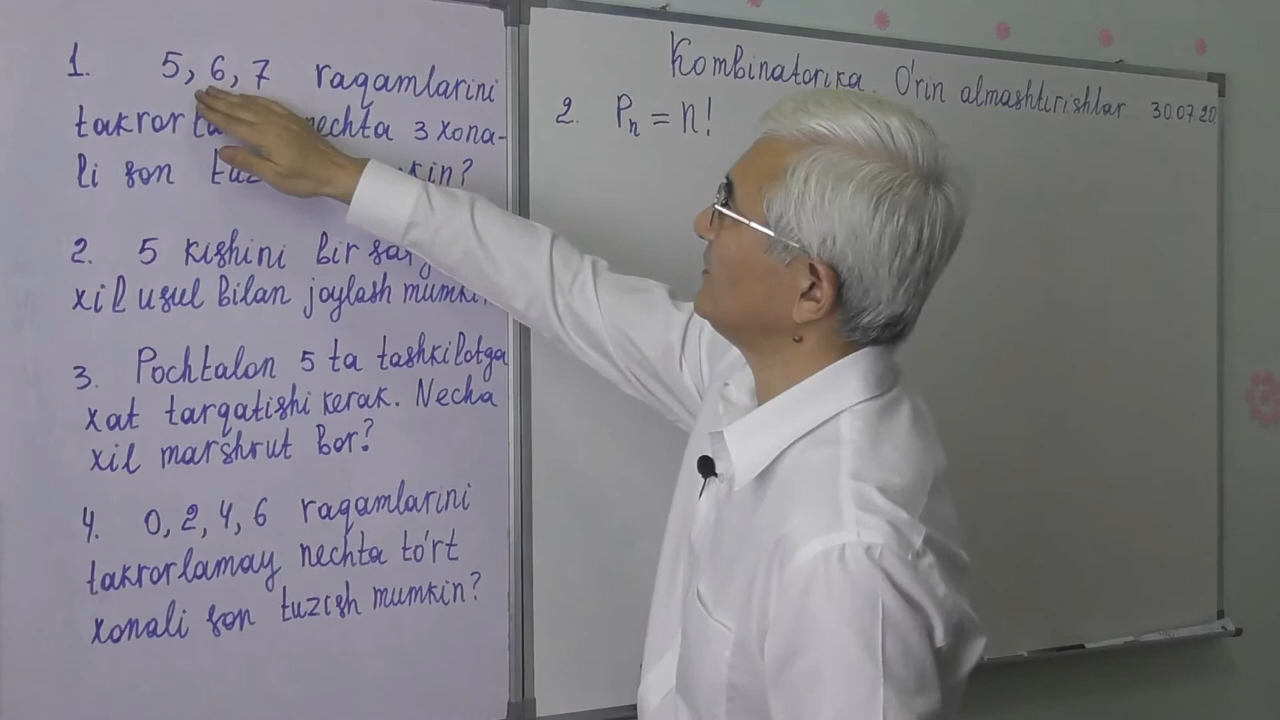 1. 5, 6, 7 raqamlarini
nechta 3 xona-
li son
2. 5 kishini bir
xil usul bilan joylash
3. Pochtalon 5 ta tashkilotga
xat tarqatishi kerak. Necha
xil marshrut bor?
4. 0, 2, 4, 6 raqamlarini
takrorlamay nechta to'rt
xonali son tuzish mumkin?
Kombinatorika. O'rin almashtirishlar 30.07.20
2. Pₙ = n!